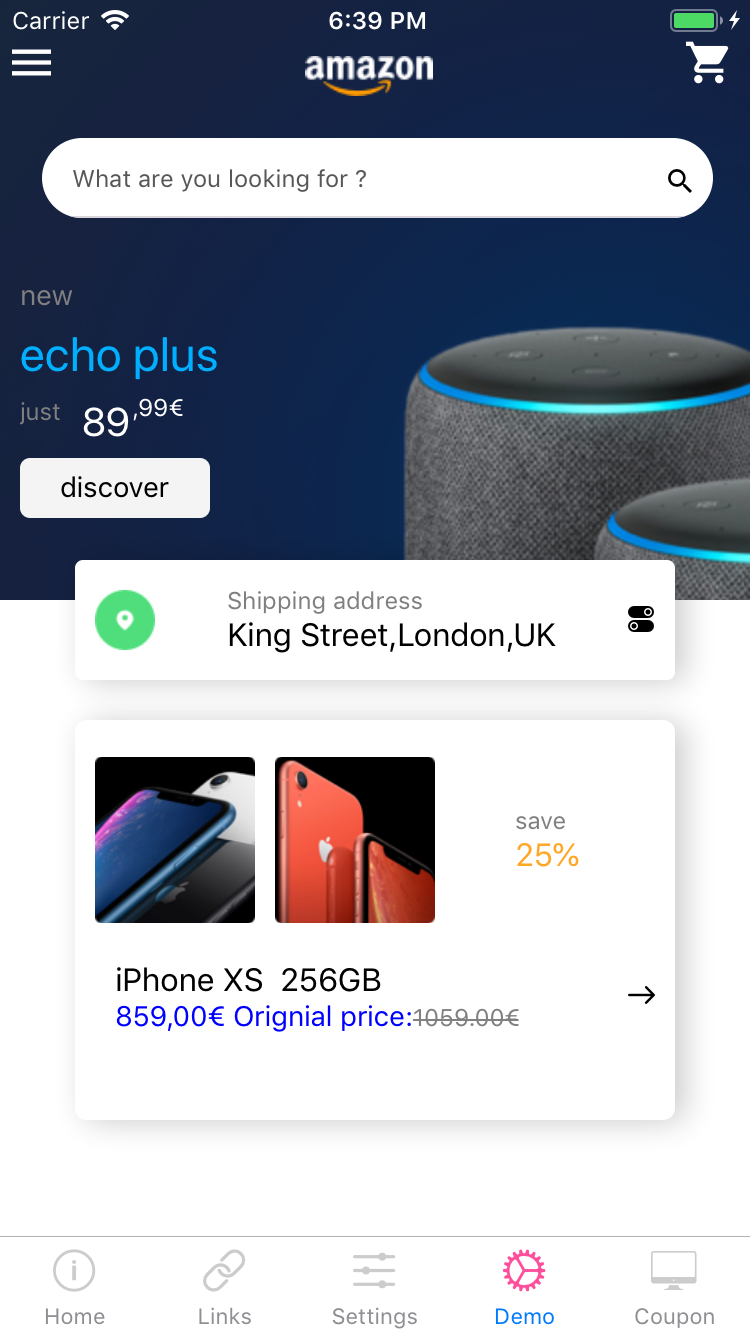 Carrier 6:39 PM
amazon
What are you looking for ?
new
echo plus
just 89,99€
discover
Shipping address
King Street,London,UK
save
25%
iPhone XS 256GB
859,00€ Orignial price:1059.00€
Home Links Settings Demo Coupon